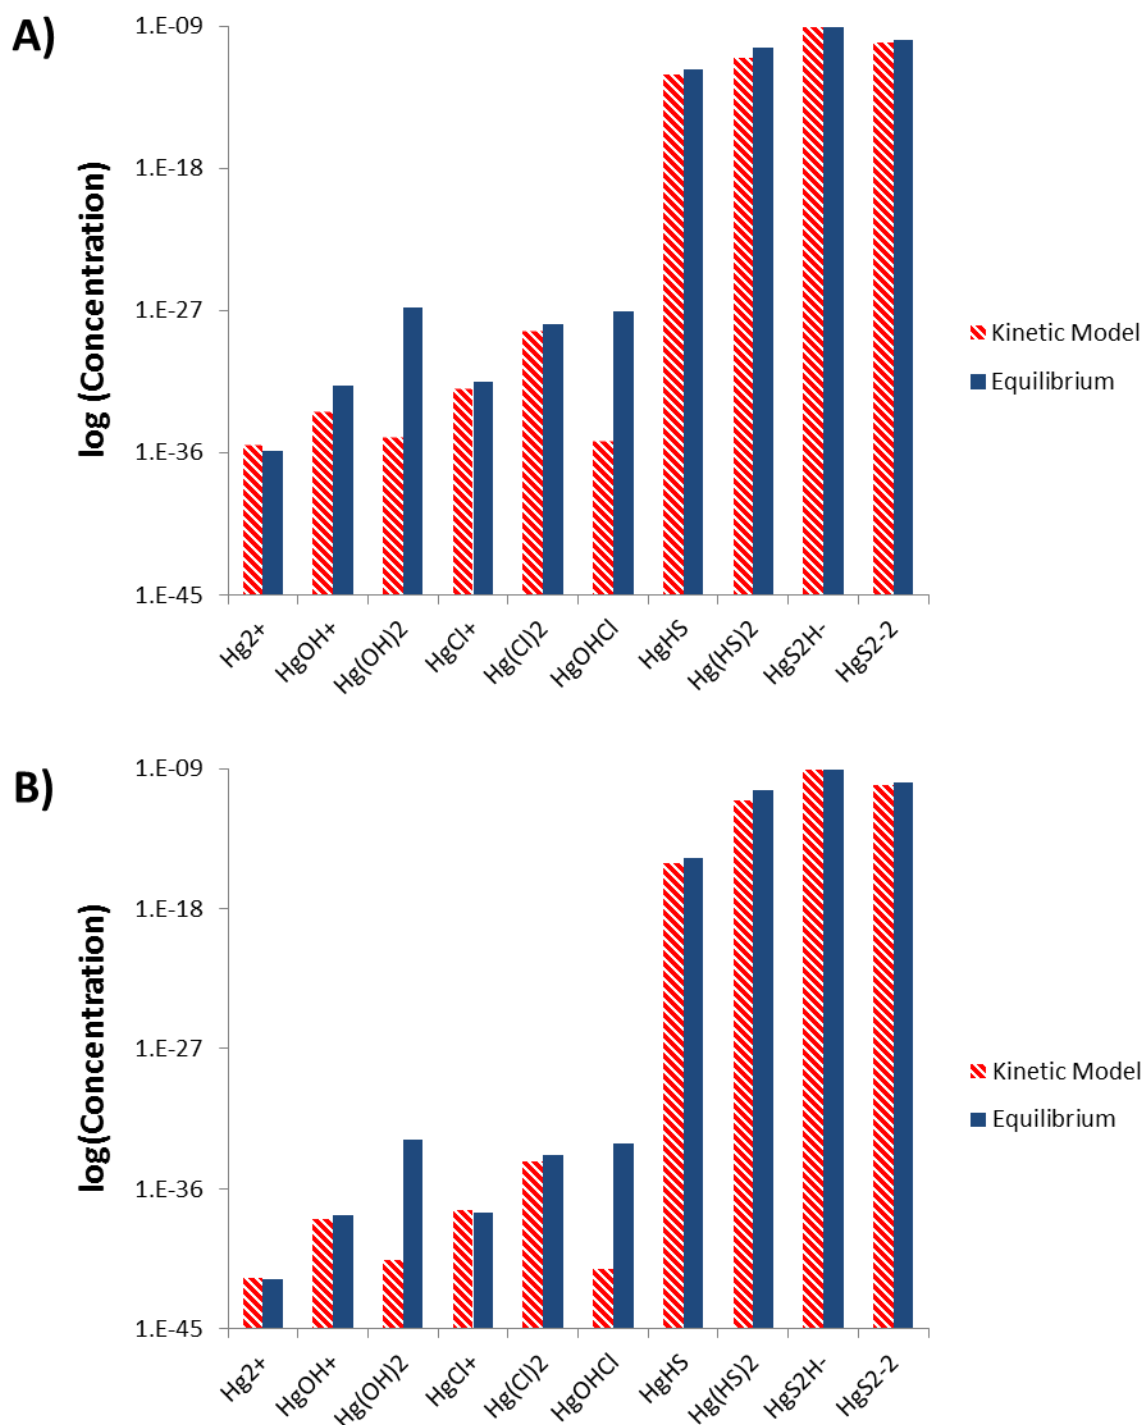 A)
log (Concentration)
1.E-09
1.E-18
1.E-27
1.E-36
1.E-45
Hg2+
HgOH+
Hg(OH)2
HgCl+
Hg(Cl)2
HgOHCl
HgHS
Hg(HS)2
HgS2H-
HgS2-2
Kinetic Model
Equilibrium
B)
log(Concentration)
1.E-09
1.E-18
1.E-27
1.E-36
1.E-45
Hg2+
HgOH+
Hg(OH)2
HgCl+
Hg(Cl)2
HgOHCl
HgHS
Hg(HS)2
HgS2H-
HgS2-2
Kinetic Model
Equilibrium